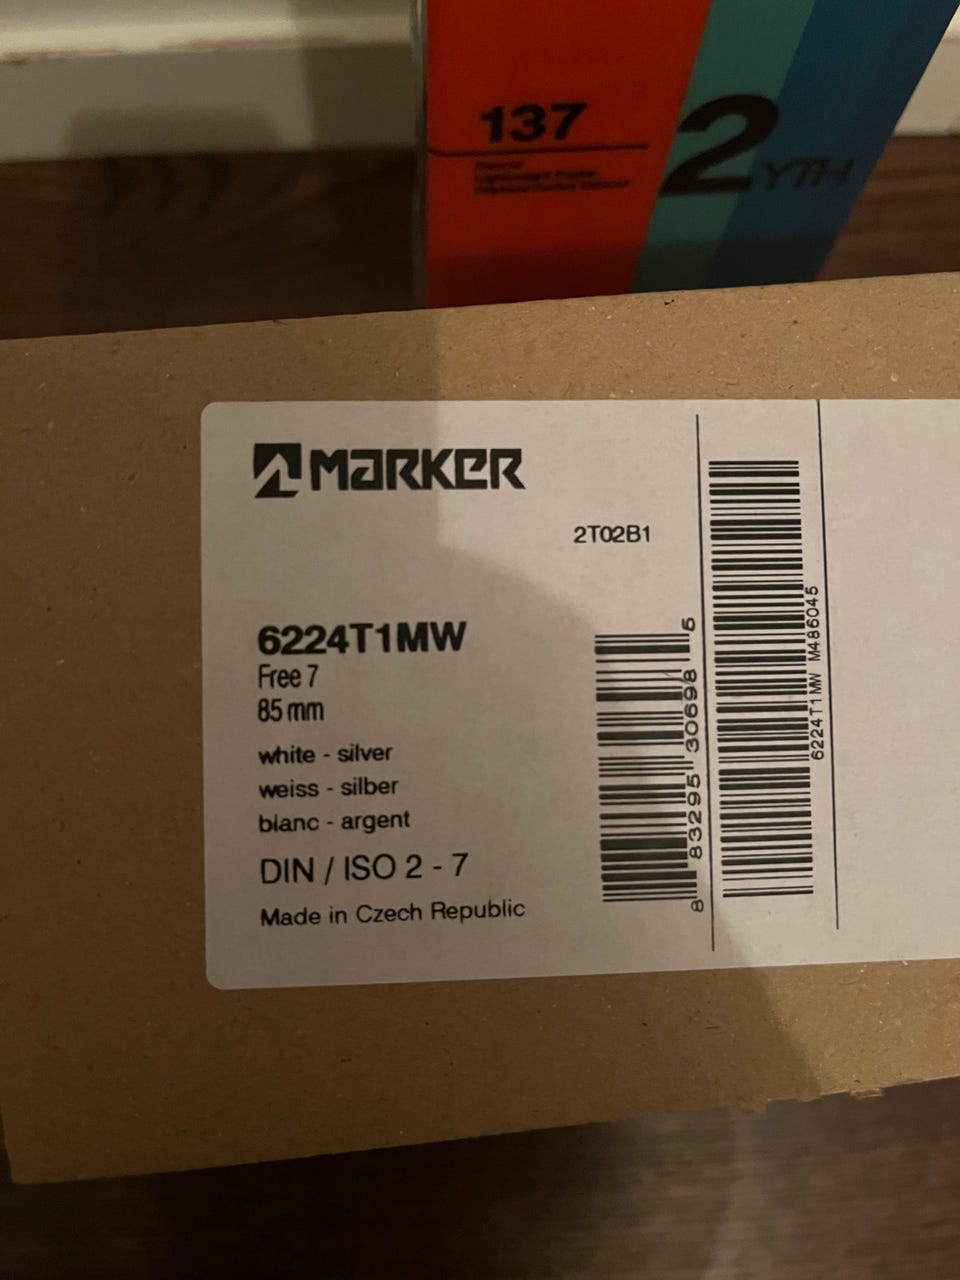 137
2YTH
MARKER
2T02B1
6224T1MW
Free 7
85 mm
white - silver
weiss - silber
blanc - argent
DIN / ISO 2 - 7
Made in Czech Republic
8 83295 30698 5
6224T1MW M486045